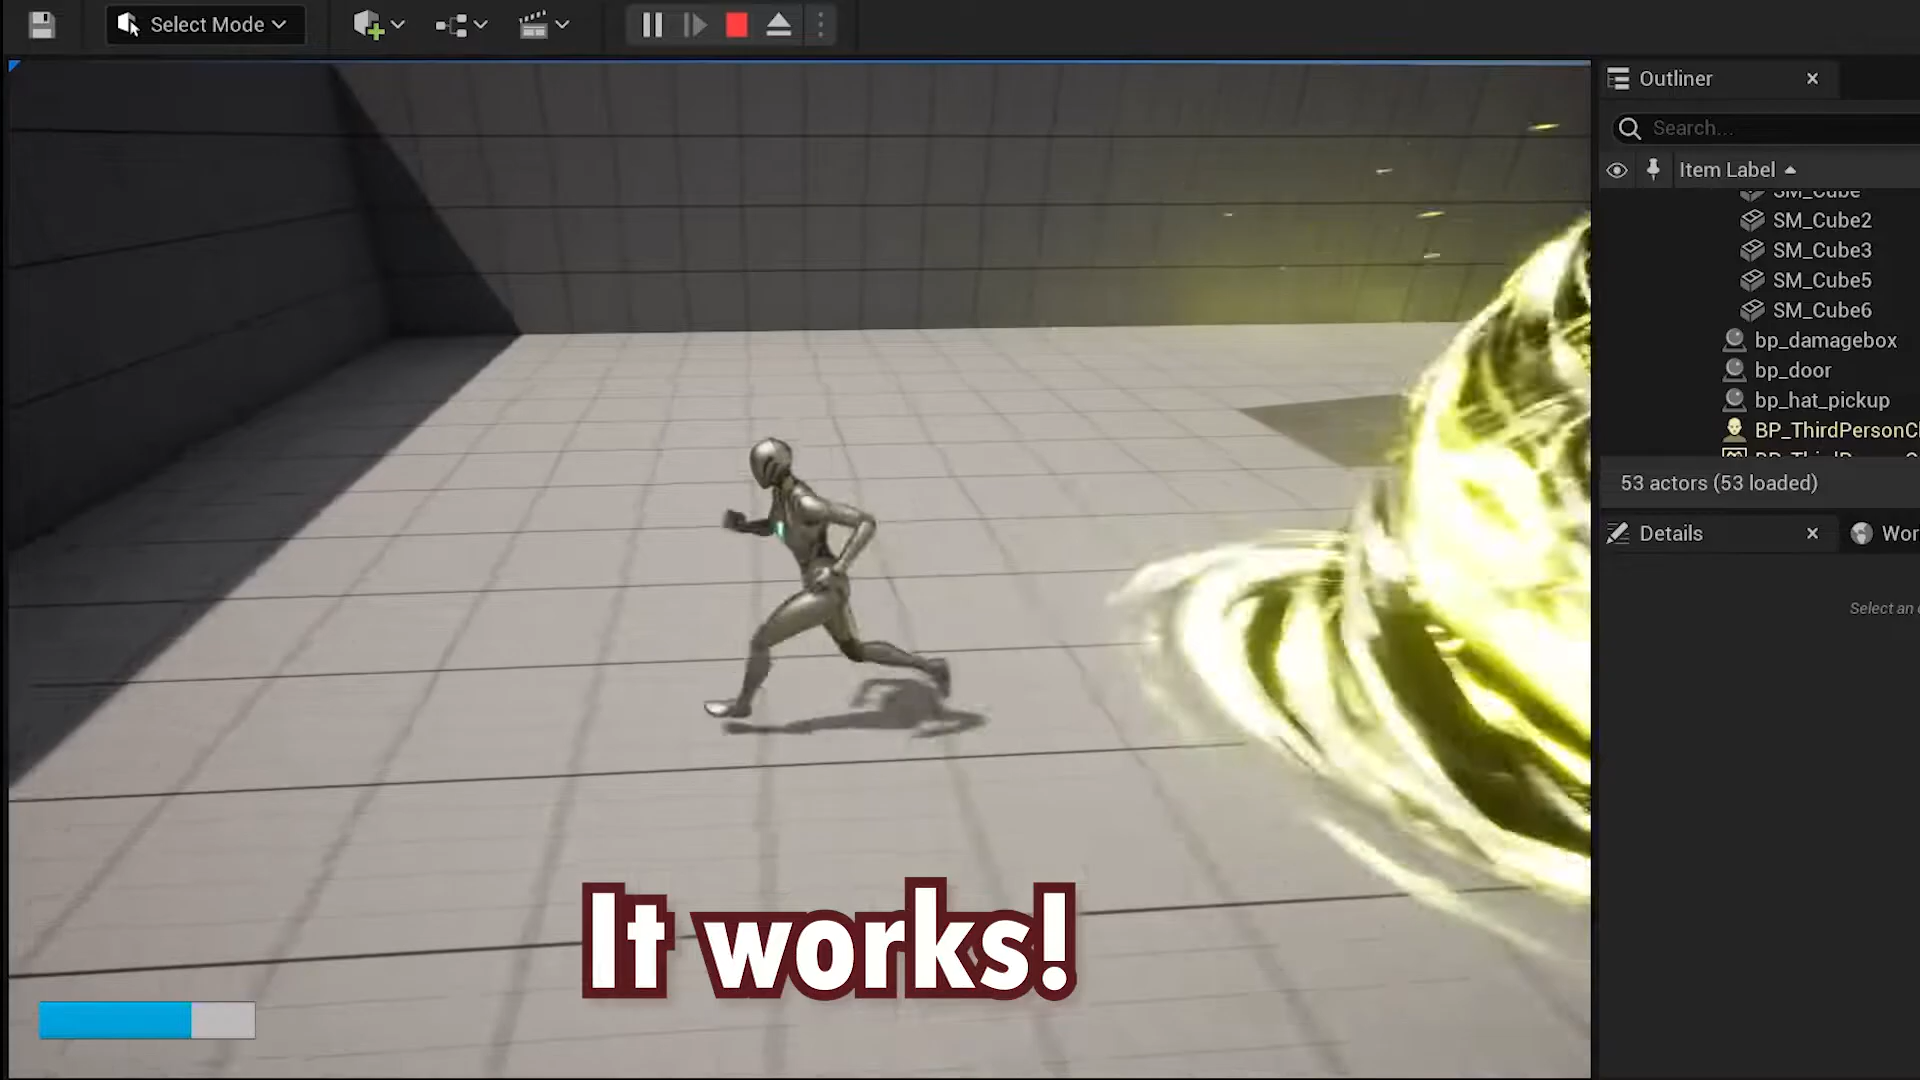 Select Mode
Outliner
Search...
Item Label
SM_Cube
SM_Cube2
SM_Cube3
SM_Cube5
SM_Cube6
bp_damagebox
bp_door
bp_hat_pickup
BP_ThirdPersonC
53 actors (53 loaded)
Details
Wor
Select an
It works!